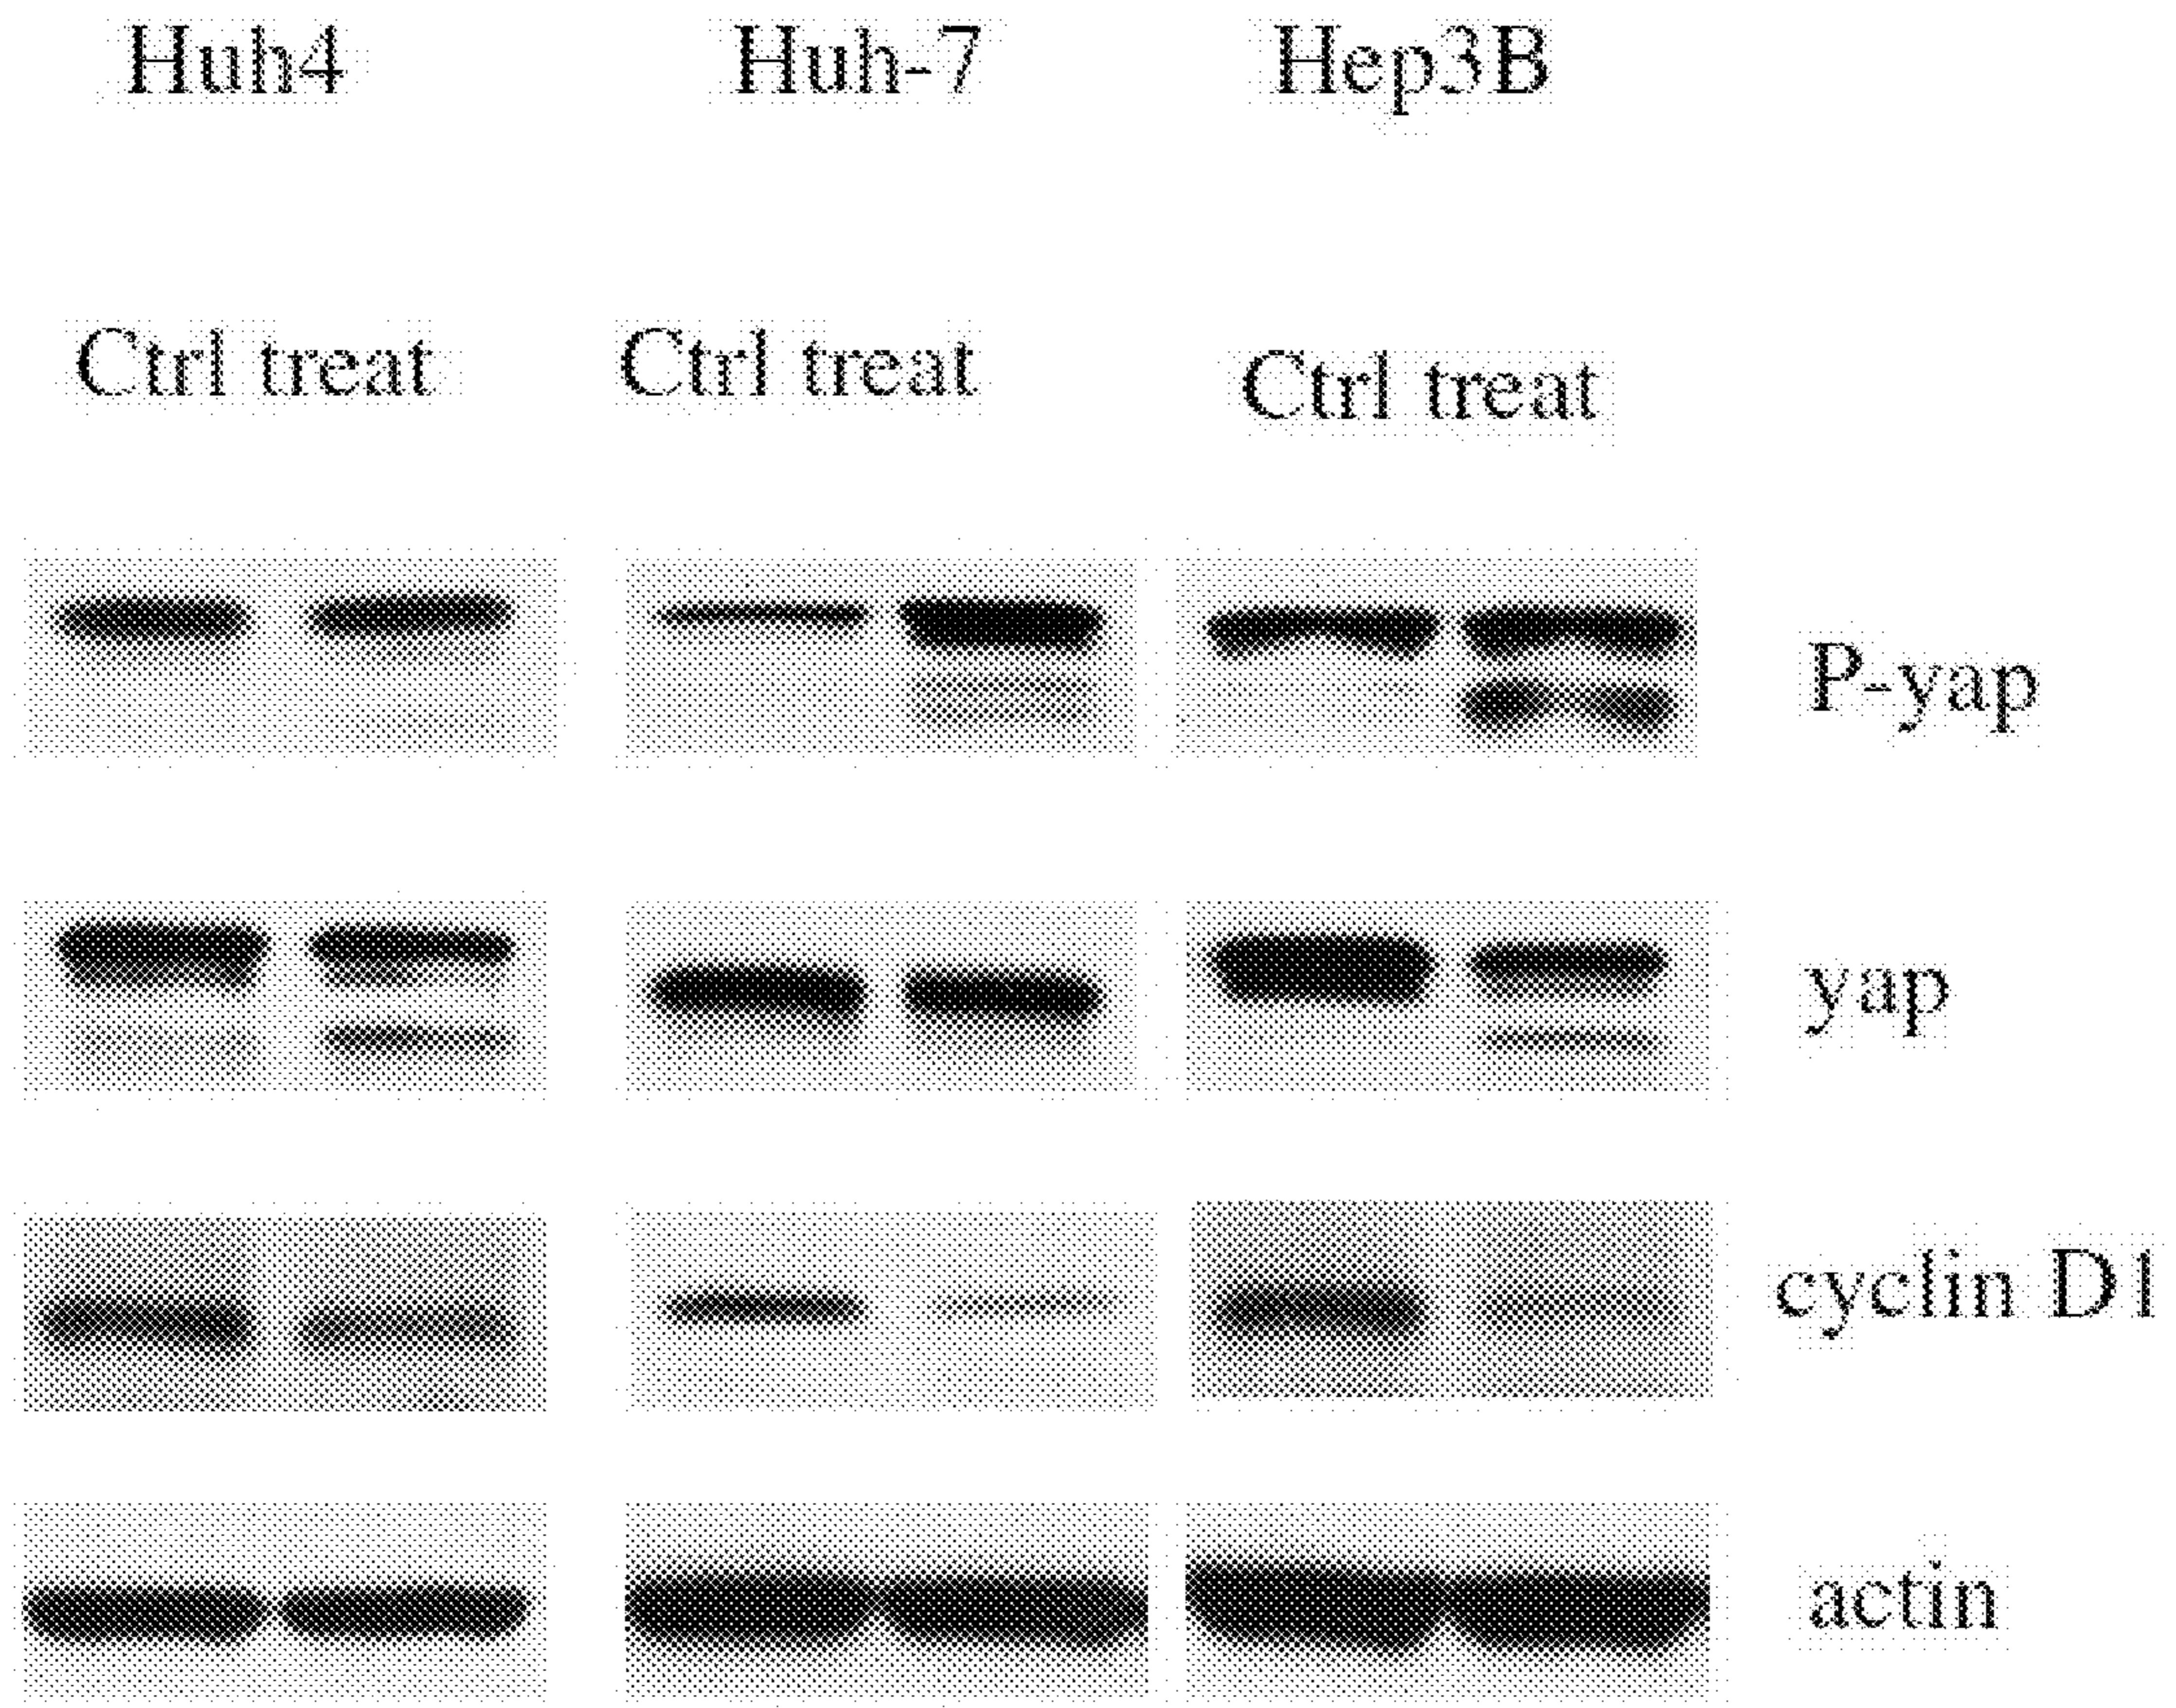 Huh4 Huh-7 Hep3B
Ctrl treat Ctrl treat Ctrl treat
P-yap
yap
cyclin D1
actin